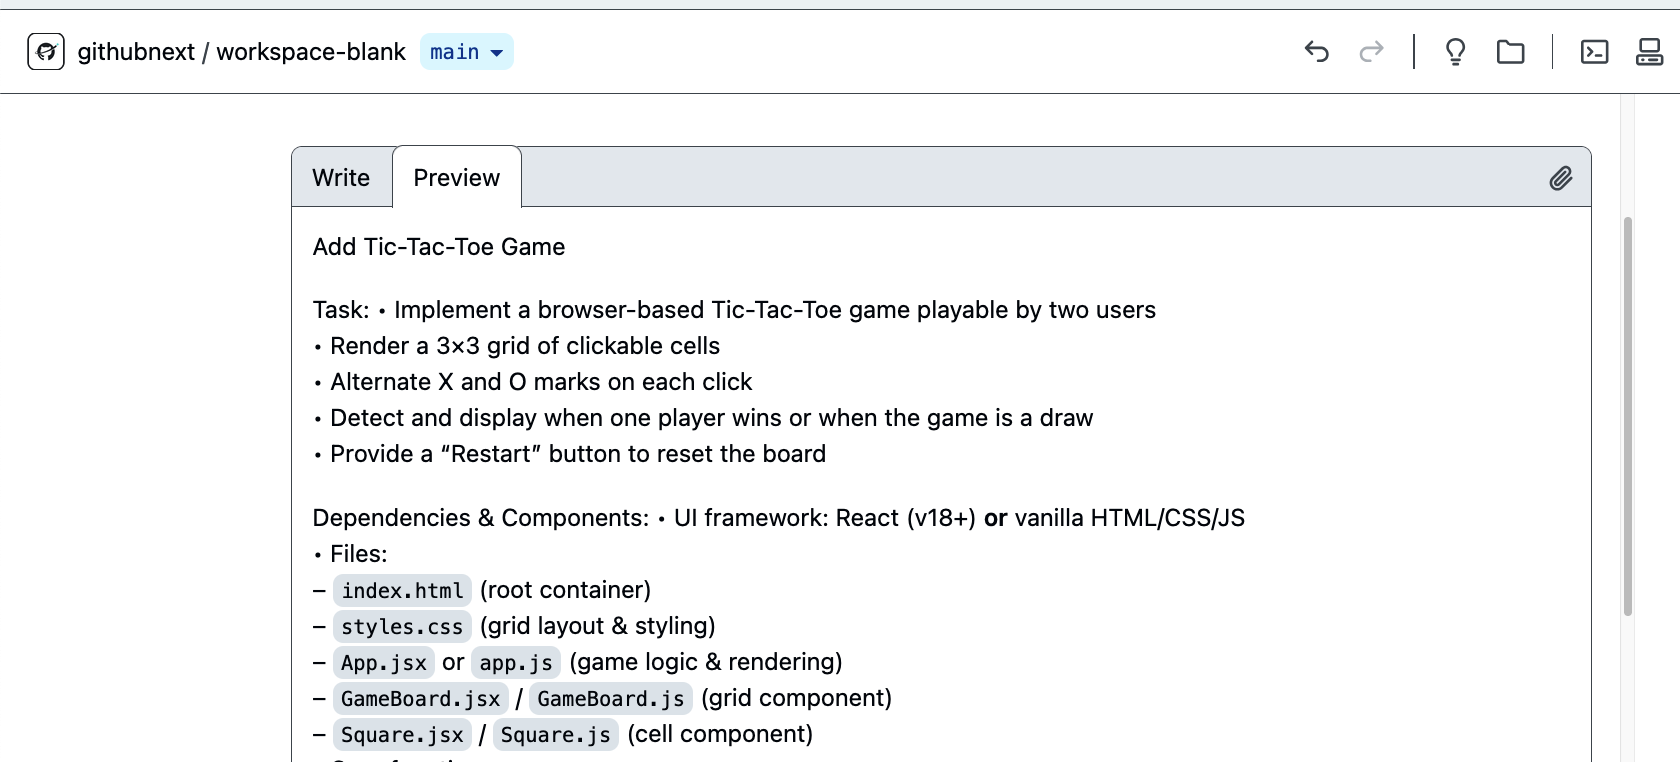 githubnext / workspace-blank main
Write Preview
Add Tic-Tac-Toe Game
Task: • Implement a browser-based Tic-Tac-Toe game playable by two users
• Render a 3×3 grid of clickable cells
• Alternate X and O marks on each click
• Detect and display when one player wins or when the game is a draw
• Provide a “Restart” button to reset the board
Dependencies & Components: • UI framework: React (v18+) or vanilla HTML/CSS/JS
• Files:
– index.html (root container)
– styles.css (grid layout & styling)
– App.jsx or app.js (game logic & rendering)
– GameBoard.jsx / GameBoard.js (grid component)
– Square.jsx / Square.js (cell component)